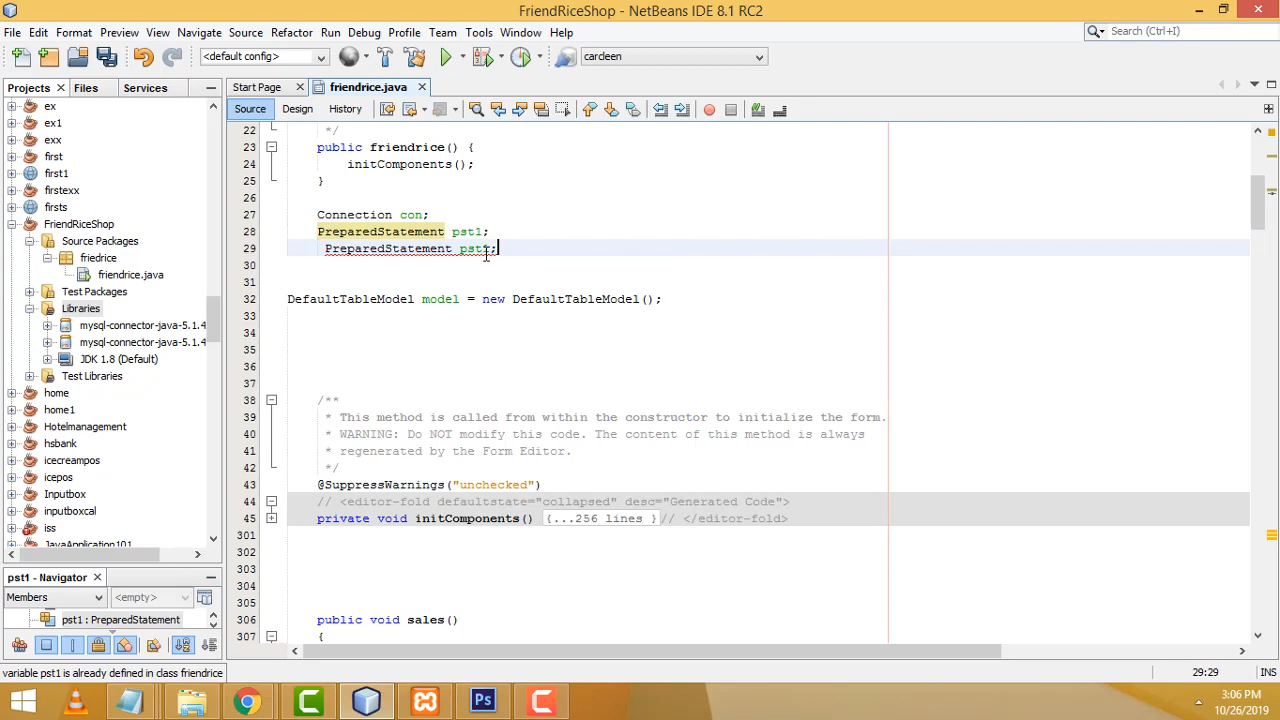 FriendRiceShop - NetBeans IDE 8.1 RC2
File Edit Format Preview View Navigate Source Refactor Run Debug Profile Team Tools Window Help
Search (Ctrl+I)
<default config>
cardeen
Projects Files Services
Start Page friendrice.java
Source Design History
ex
ex1
exx
first
first1
firstexx
firsts
FriendRiceShop
Source Packages
friedrice
friendrice.java
Test Packages
Libraries
mysql-connector-java-5.1.4
mysql-connector-java-5.1.4
JDK 1.8 (Default)
Test Libraries
home
home1
Hotelmanagement
hsbank
icecreampos
icepos
Inputbox
inputboxcal
iss
JavaApplication101
22 */
23 public friendrice() {
24 initComponents();
25 }
26
27 Connection con;
28 PreparedStatement pst1;
29 PreparedStatement pst1;
30
31
32 DefaultTableModel model = new DefaultTableModel();
33
34
35
36
37
38 /**
39 * This method is called from within the constructor to initialize the form.
40 * WARNING: Do NOT modify this code. The content of this method is always
41 * regenerated by the Form Editor.
42 */
43 @SuppressWarnings("unchecked")
44 // <editor-fold defaultstate="collapsed" desc="Generated Code">
45 private void initComponents() {...256 lines }// </editor-fold>
301
302
303
304
305
306 public void sales()
307 {
pst1 - Navigator
Members <empty>
pst1 : PreparedStatement
variable pst1 is already defined in class friendrice
29:29 INS
3:06 PM
10/26/2019